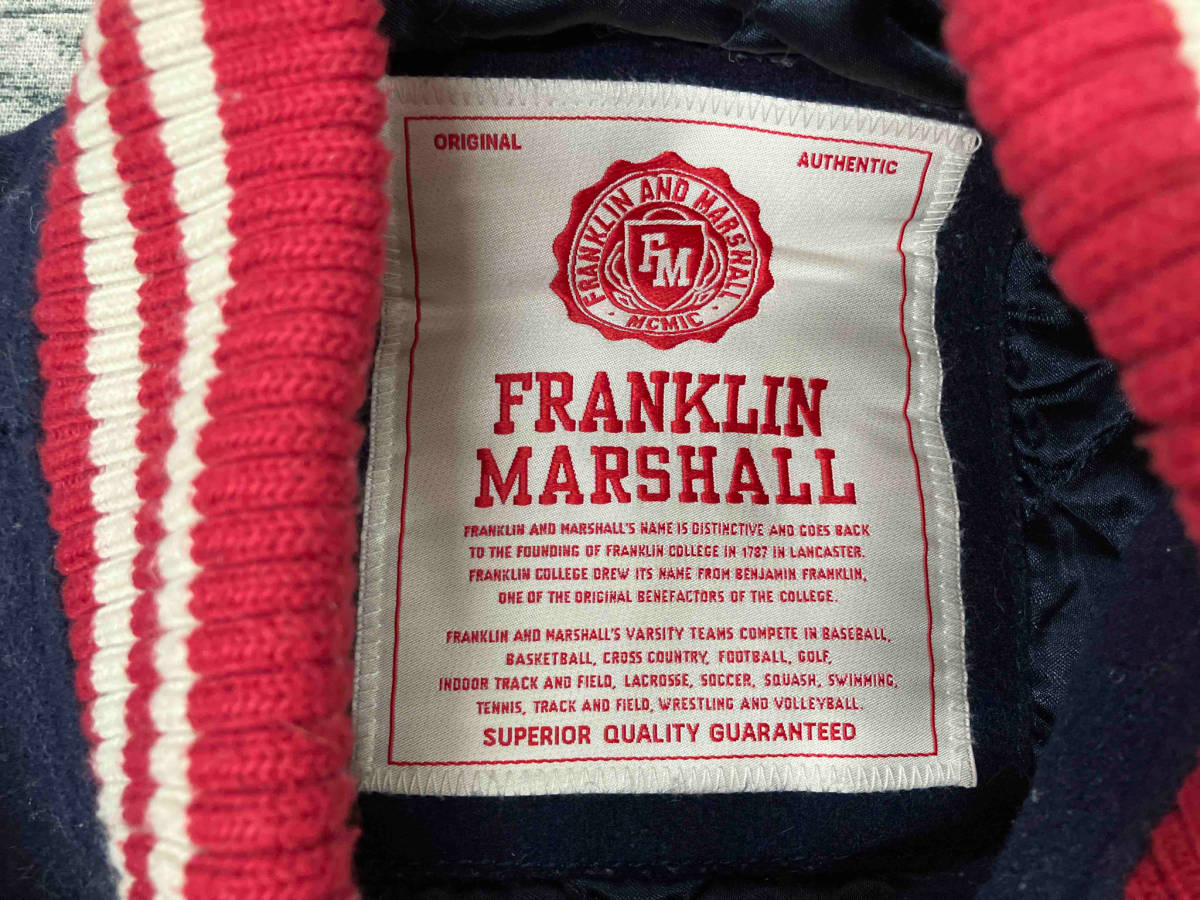 ORIGINAL
AUTHENTIC
FRANKLIN AND MARSHALL
FM
· MCMIC ·
FRANKLIN
MARSHALL
FRANKLIN AND MARSHALL'S NAME IS DISTINCTIVE AND GOES BACK
TO THE FOUNDING OF FRANKLIN COLLEGE IN 1787 IN LANCASTER.
FRANKLIN COLLEGE DREW ITS NAME FROM BENJAMIN FRANKLIN,
ONE OF THE ORIGINAL BENEFACTORS OF THE COLLEGE.
FRANKLIN AND MARSHALL'S VARSITY TEAMS COMPETE IN BASEBALL,
BASKETBALL, CROSS COUNTRY, FOOTBALL, GOLF,
INDOOR TRACK AND FIELD, LACROSSE, SOCCER, SQUASH, SWIMMING,
TENNIS, TRACK AND FIELD, WRESTLING AND VOLLEYBALL.
SUPERIOR QUALITY GUARANTEED